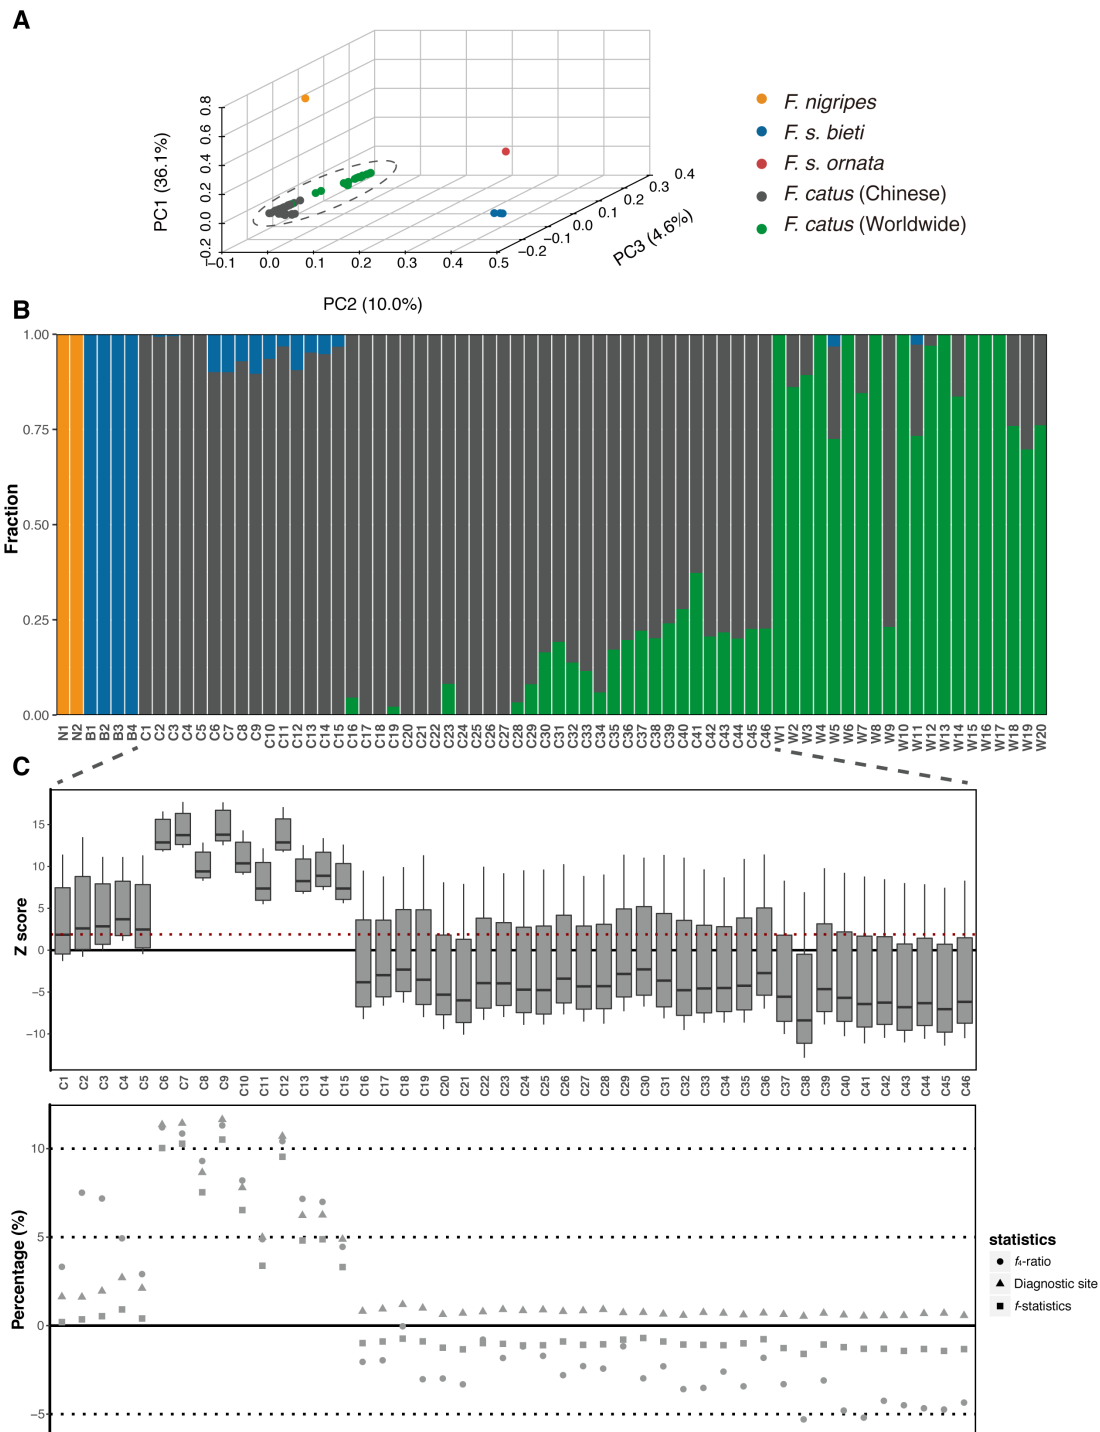 A
0.8
0.6
0.4
0.2
0.0
−0.2
PC1 (36.1%)
−0.1
0.0
0.1
0.2
0.3
0.4
0.5
PC2 (10.0%)
−0.2
−0.1
0.0
0.1
0.2
0.3
0.4
PC3 (4.6%)
F. nigripes
F. s. bieti
F. s. ornata
F. catus (Chinese)
F. catus (Worldwide)
B
1.00
0.75
0.50
0.25
0.00
Fraction
N1 N2 B1 B2 B3 B4 C1 C2 C3 C4 C5 C6 C7 C8 C9 C10 C11 C12 C13 C14 C15 C16 C17 C18 C19 C20 C21 C22 C23 C24 C25 C26 C27 C28 C29 C30 C31 C32 C33 C34 C35 C36 C37 C38 C39 C40 C41 C42 C43 C44 C45 C46 W1 W2 W3 W4 W5 W6 W7 W8 W9 W10 W11 W12 W13 W14 W15 W16 W17 W18 W19 W20
C
15
10
5
0
−5
−10
Z score
C1 C2 C3 C4 C5 C6 C7 C8 C9 C10 C11 C12 C13 C14 C15 C16 C17 C18 C19 C20 C21 C22 C23 C24 C25 C26 C27 C28 C29 C30 C31 C32 C33 C34 C35 C36 C37 C38 C39 C40 C41 C42 C43 C44 C45 C46
10
5
0
−5
Percentage (%)
statistics
f₄-ratio
Diagnostic site
f-statistics